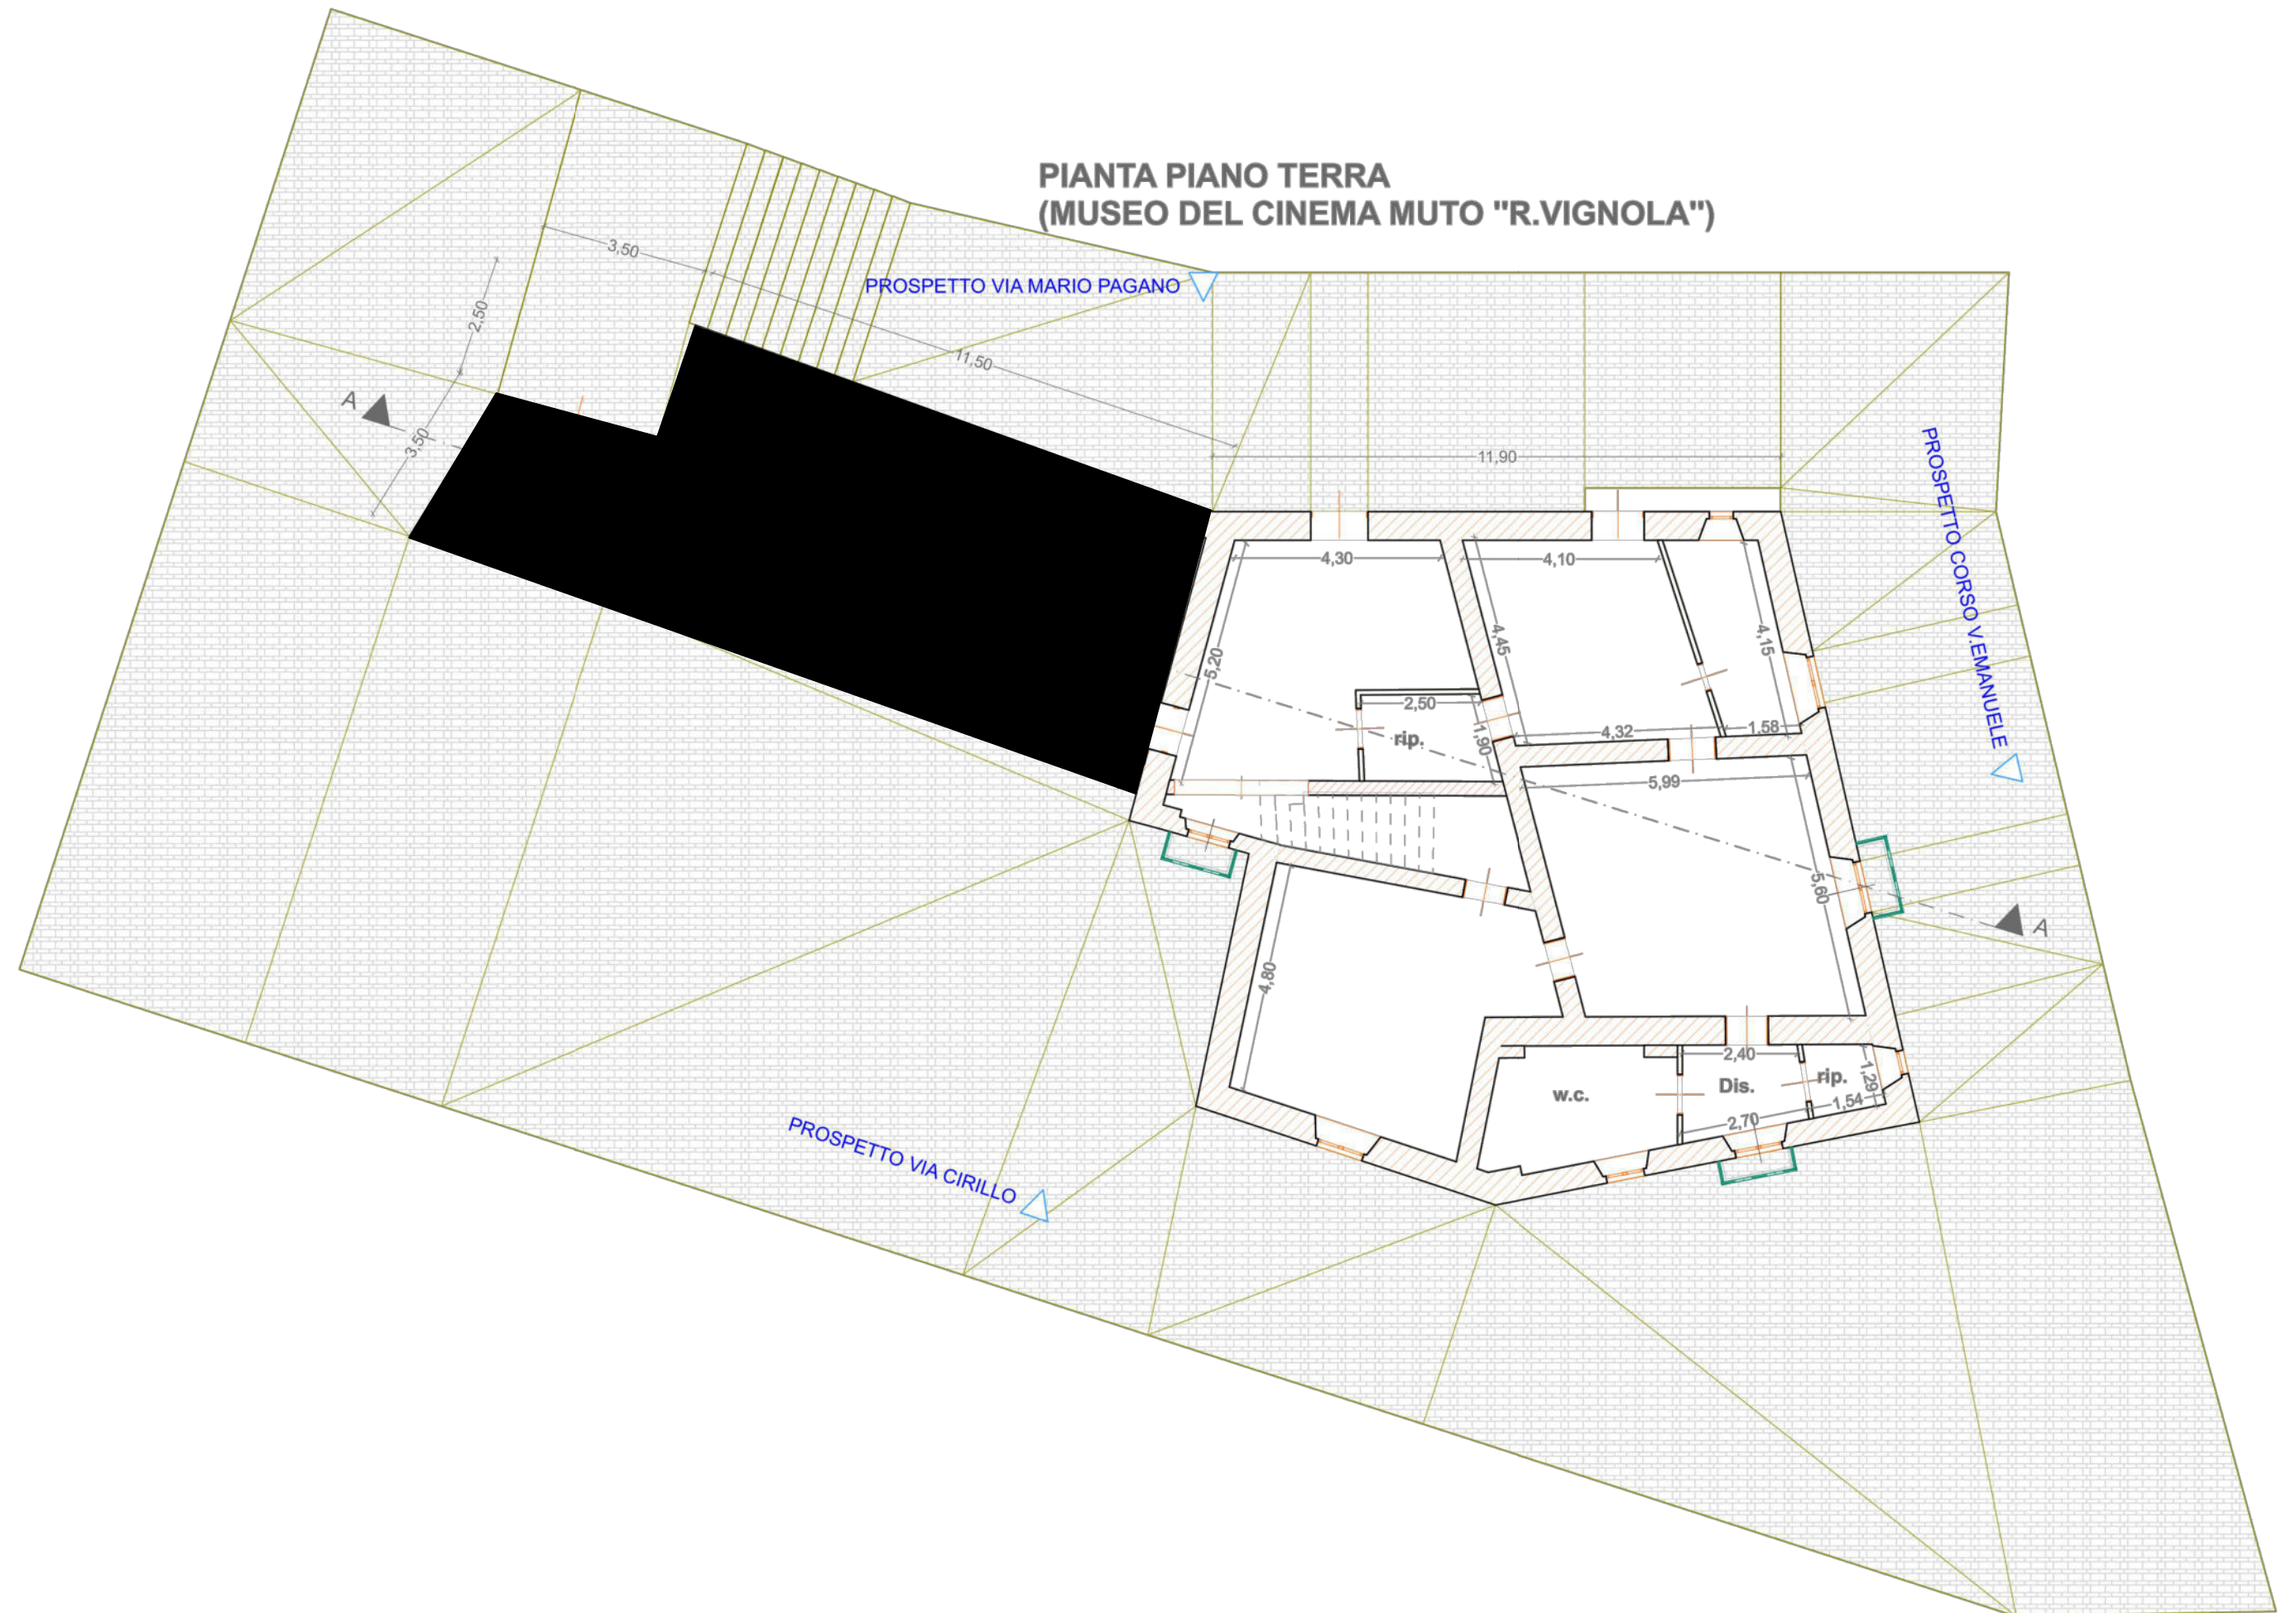 PIANTA PIANO TERRA
(MUSEO DEL CINEMA MUTO "R.VIGNOLA")
3,50
PROSPETTO VIA MARIO PAGANO
2,50
11,50
A
3,50
11,90
PROSPETTO CORSO V.EMANUELE
4,30
4,10
4,45
4,15
5,20
2,50
rip.
1,90
4,32
1,58
5,99
5,60
A
4,80
2,40
w.c.
Dis.
rip.
1,29
2,70
1,54
PROSPETTO VIA CIRILLO